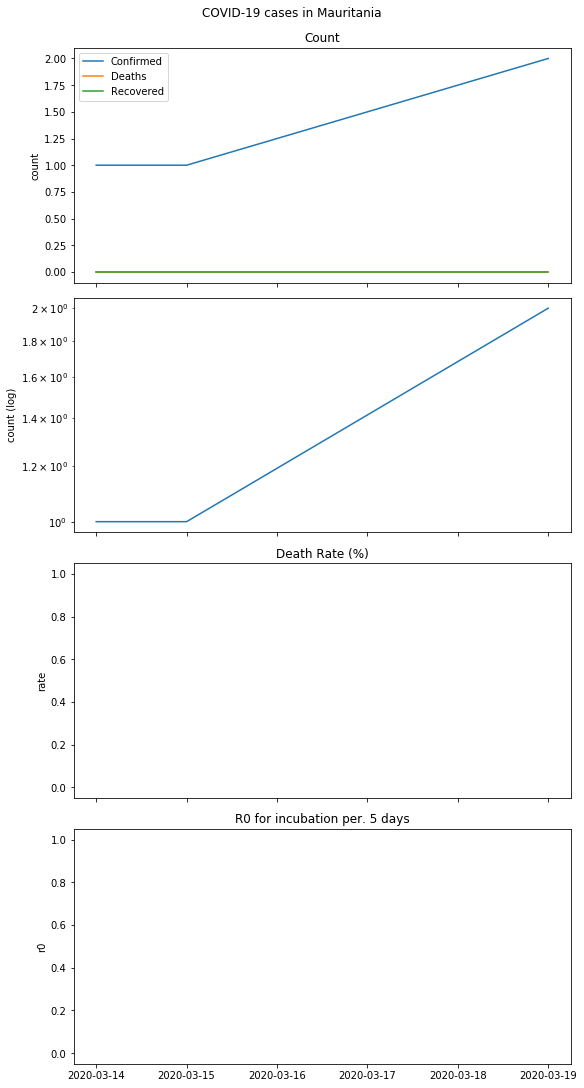 COVID-19 cases in Mauritania
Count
Confirmed
Deaths
Recovered
2.00
1.75
1.50
1.25
1.00
0.75
0.50
0.25
0.00
count
2 × 10⁰
1.8 × 10⁰
1.6 × 10⁰
1.4 × 10⁰
1.2 × 10⁰
10⁰
count (log)
Death Rate (%)
1.0
0.8
0.6
0.4
0.2
0.0
rate
R0 for incubation per. 5 days
1.0
0.8
0.6
0.4
0.2
0.0
r0
2020-03-14 2020-03-15 2020-03-16 2020-03-17 2020-03-18 2020-03-19